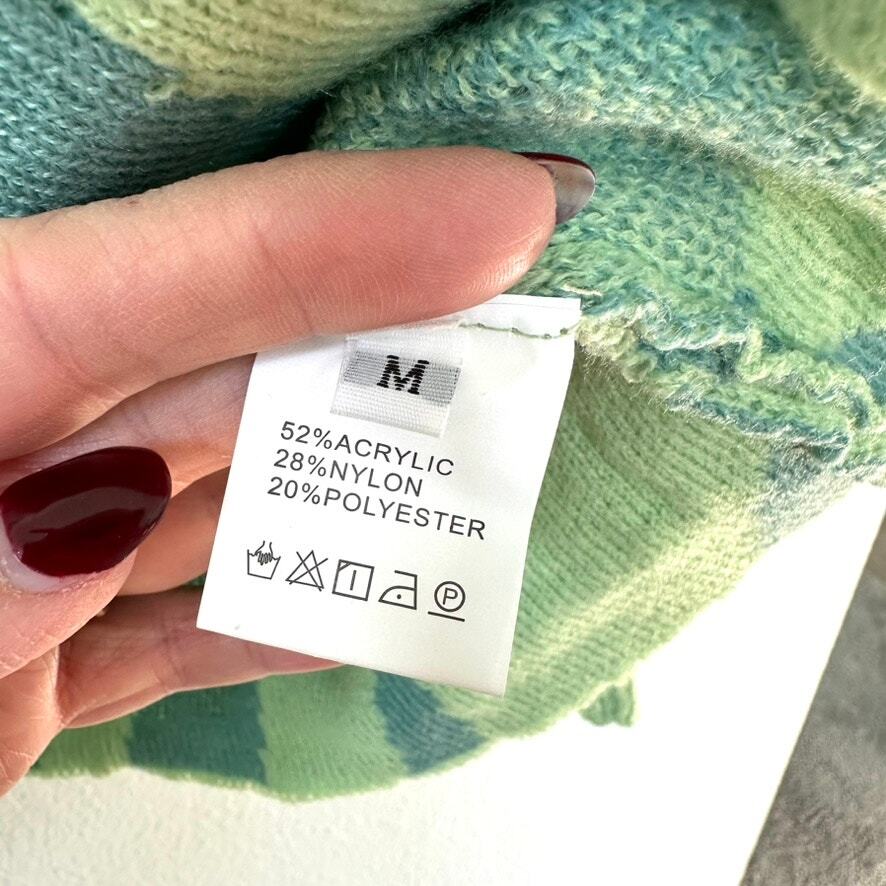 M
52%ACRYLIC
28%NYLON
20%POLYESTER
P